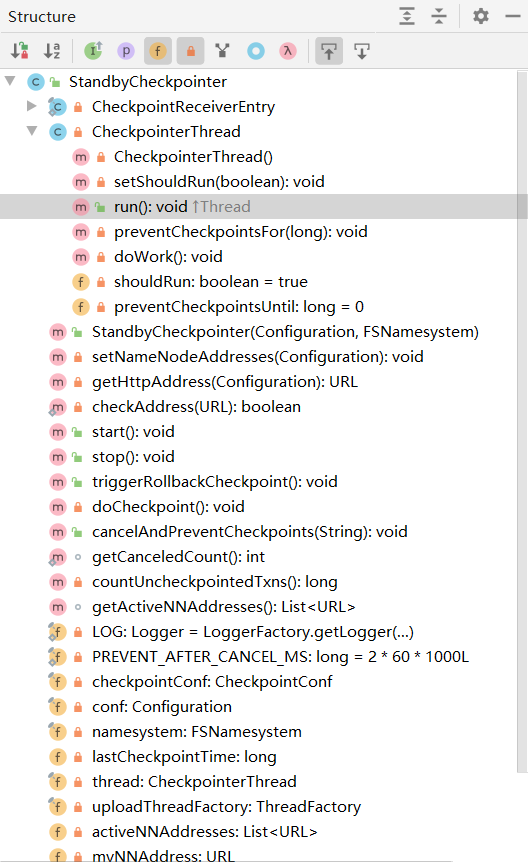 Structure
StandbyCheckpointer
CheckpointReceiverEntry
CheckpointerThread
CheckpointerThread()
setShouldRun(boolean): void
run(): void ↑Thread
preventCheckpointsFor(long): void
doWork(): void
shouldRun: boolean = true
preventCheckpointsUntil: long = 0
StandbyCheckpointer(Configuration, FSNamesystem)
setNameNodeAddresses(Configuration): void
getHttpAddress(Configuration): URL
checkAddress(URL): boolean
start(): void
stop(): void
triggerRollbackCheckpoint(): void
doCheckpoint(): void
cancelAndPreventCheckpoints(String): void
getCanceledCount(): int
countUncheckpointedTxns(): long
getActiveNNAddresses(): List<URL>
LOG: Logger = LoggerFactory.getLogger(...)
PREVENT_AFTER_CANCEL_MS: long = 2 * 60 * 1000L
checkpointConf: CheckpointConf
conf: Configuration
namesystem: FSNamesystem
lastCheckpointTime: long
thread: CheckpointerThread
uploadThreadFactory: ThreadFactory
activeNNAddresses: List<URL>
myNNAddress: URL